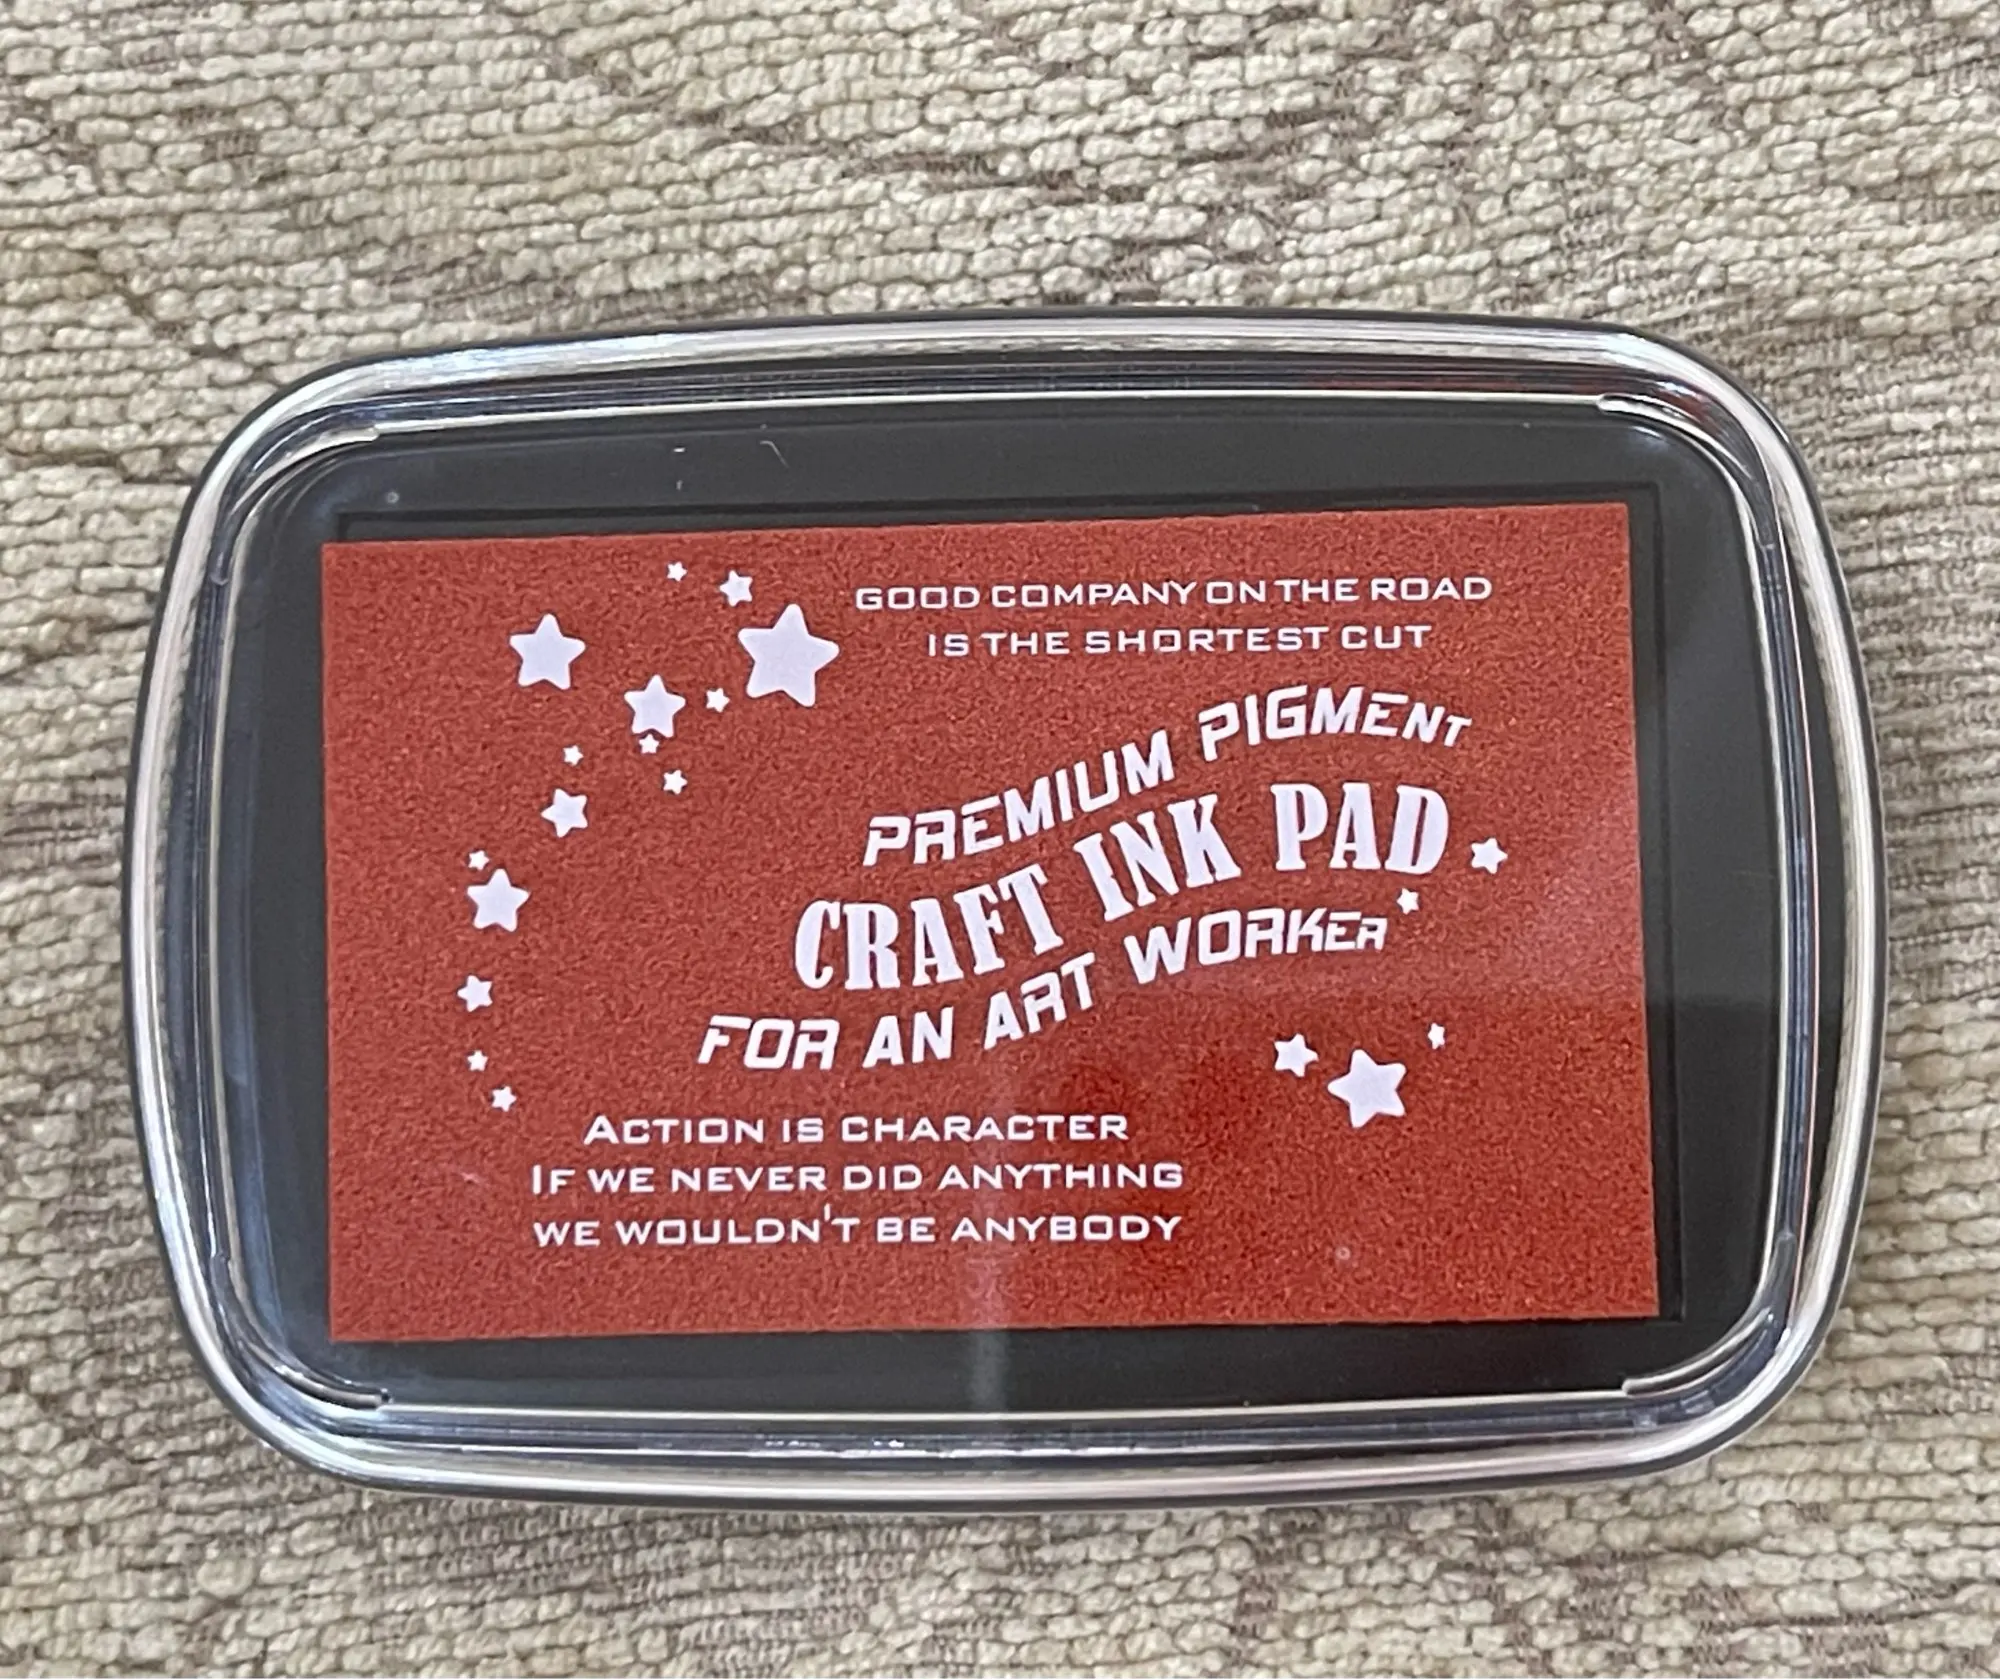 GOOD COMPANY ON THE ROAD
IS THE SHORTEST CUT
PREMIUM PIGMENT
CRAFT INK PAD
FOR AN ART WORKER
ACTION IS CHARACTER
IF WE NEVER DID ANYTHING
WE WOULDN'T BE ANYBODY